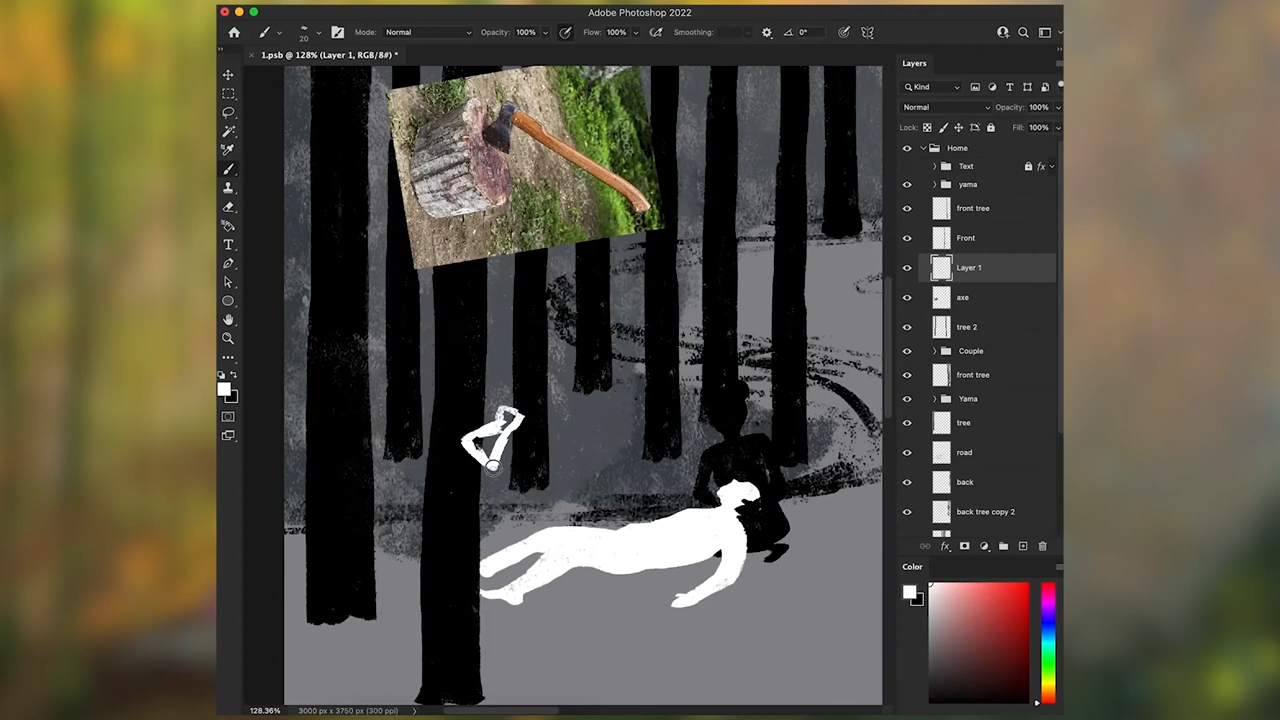 Adobe Photoshop 2022
20
Mode: Normal Opacity: 100% Flow: 100% Smoothing: 0°
1.psb @ 128% (Layer 1, RGB/8#) *
Layers
Kind
Normal Opacity: 100%
Lock: Fill: 100%
Home
Text fx
yama
front tree
Front
Layer 1
axe
tree 2
Couple
front tree
Yama
tree
road
back
back tree copy 2
fx
Color
128.36% 3000 px x 3750 px (300 ppi)